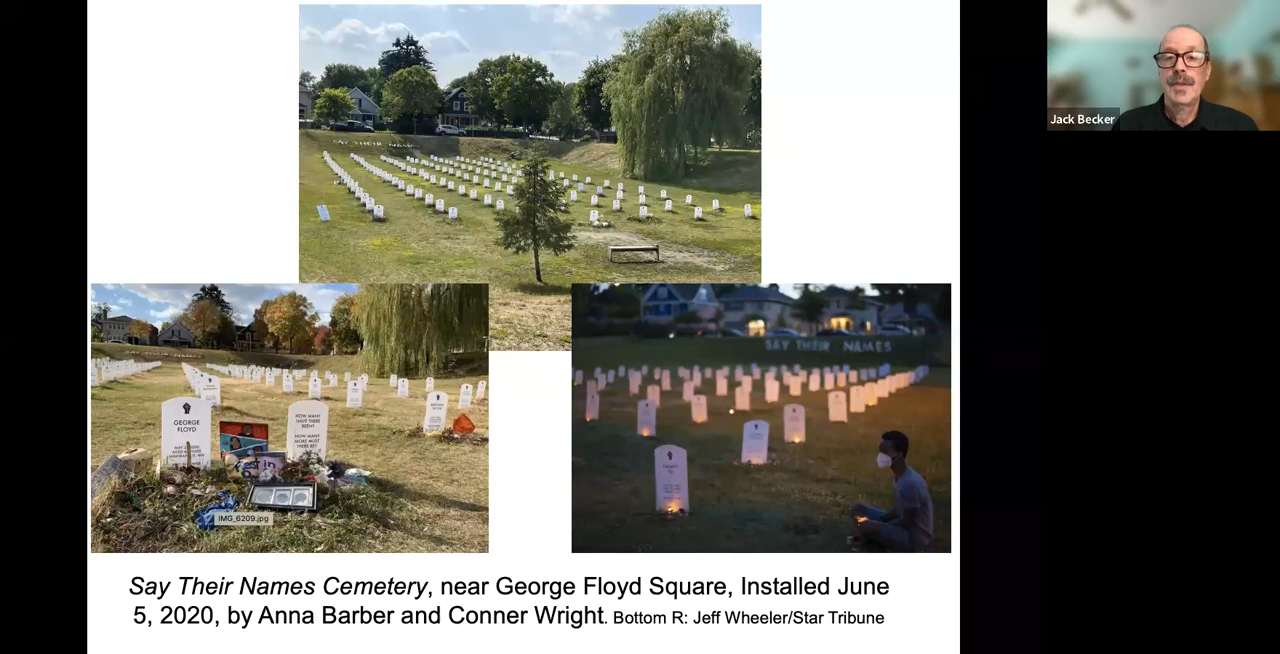 SAY THEIR NAMES
Jack Becker
GEORGE
FLOYD
HOW MANY
HAVE THERE
BEEN?
HOW MANY
MORE MUST
THERE BE?
IMG_6209.jpg
SAY THEIR NAMES
Say Their Names Cemetery, near George Floyd Square, Installed June
5, 2020, by Anna Barber and Conner Wright. Bottom R: Jeff Wheeler/Star Tribune